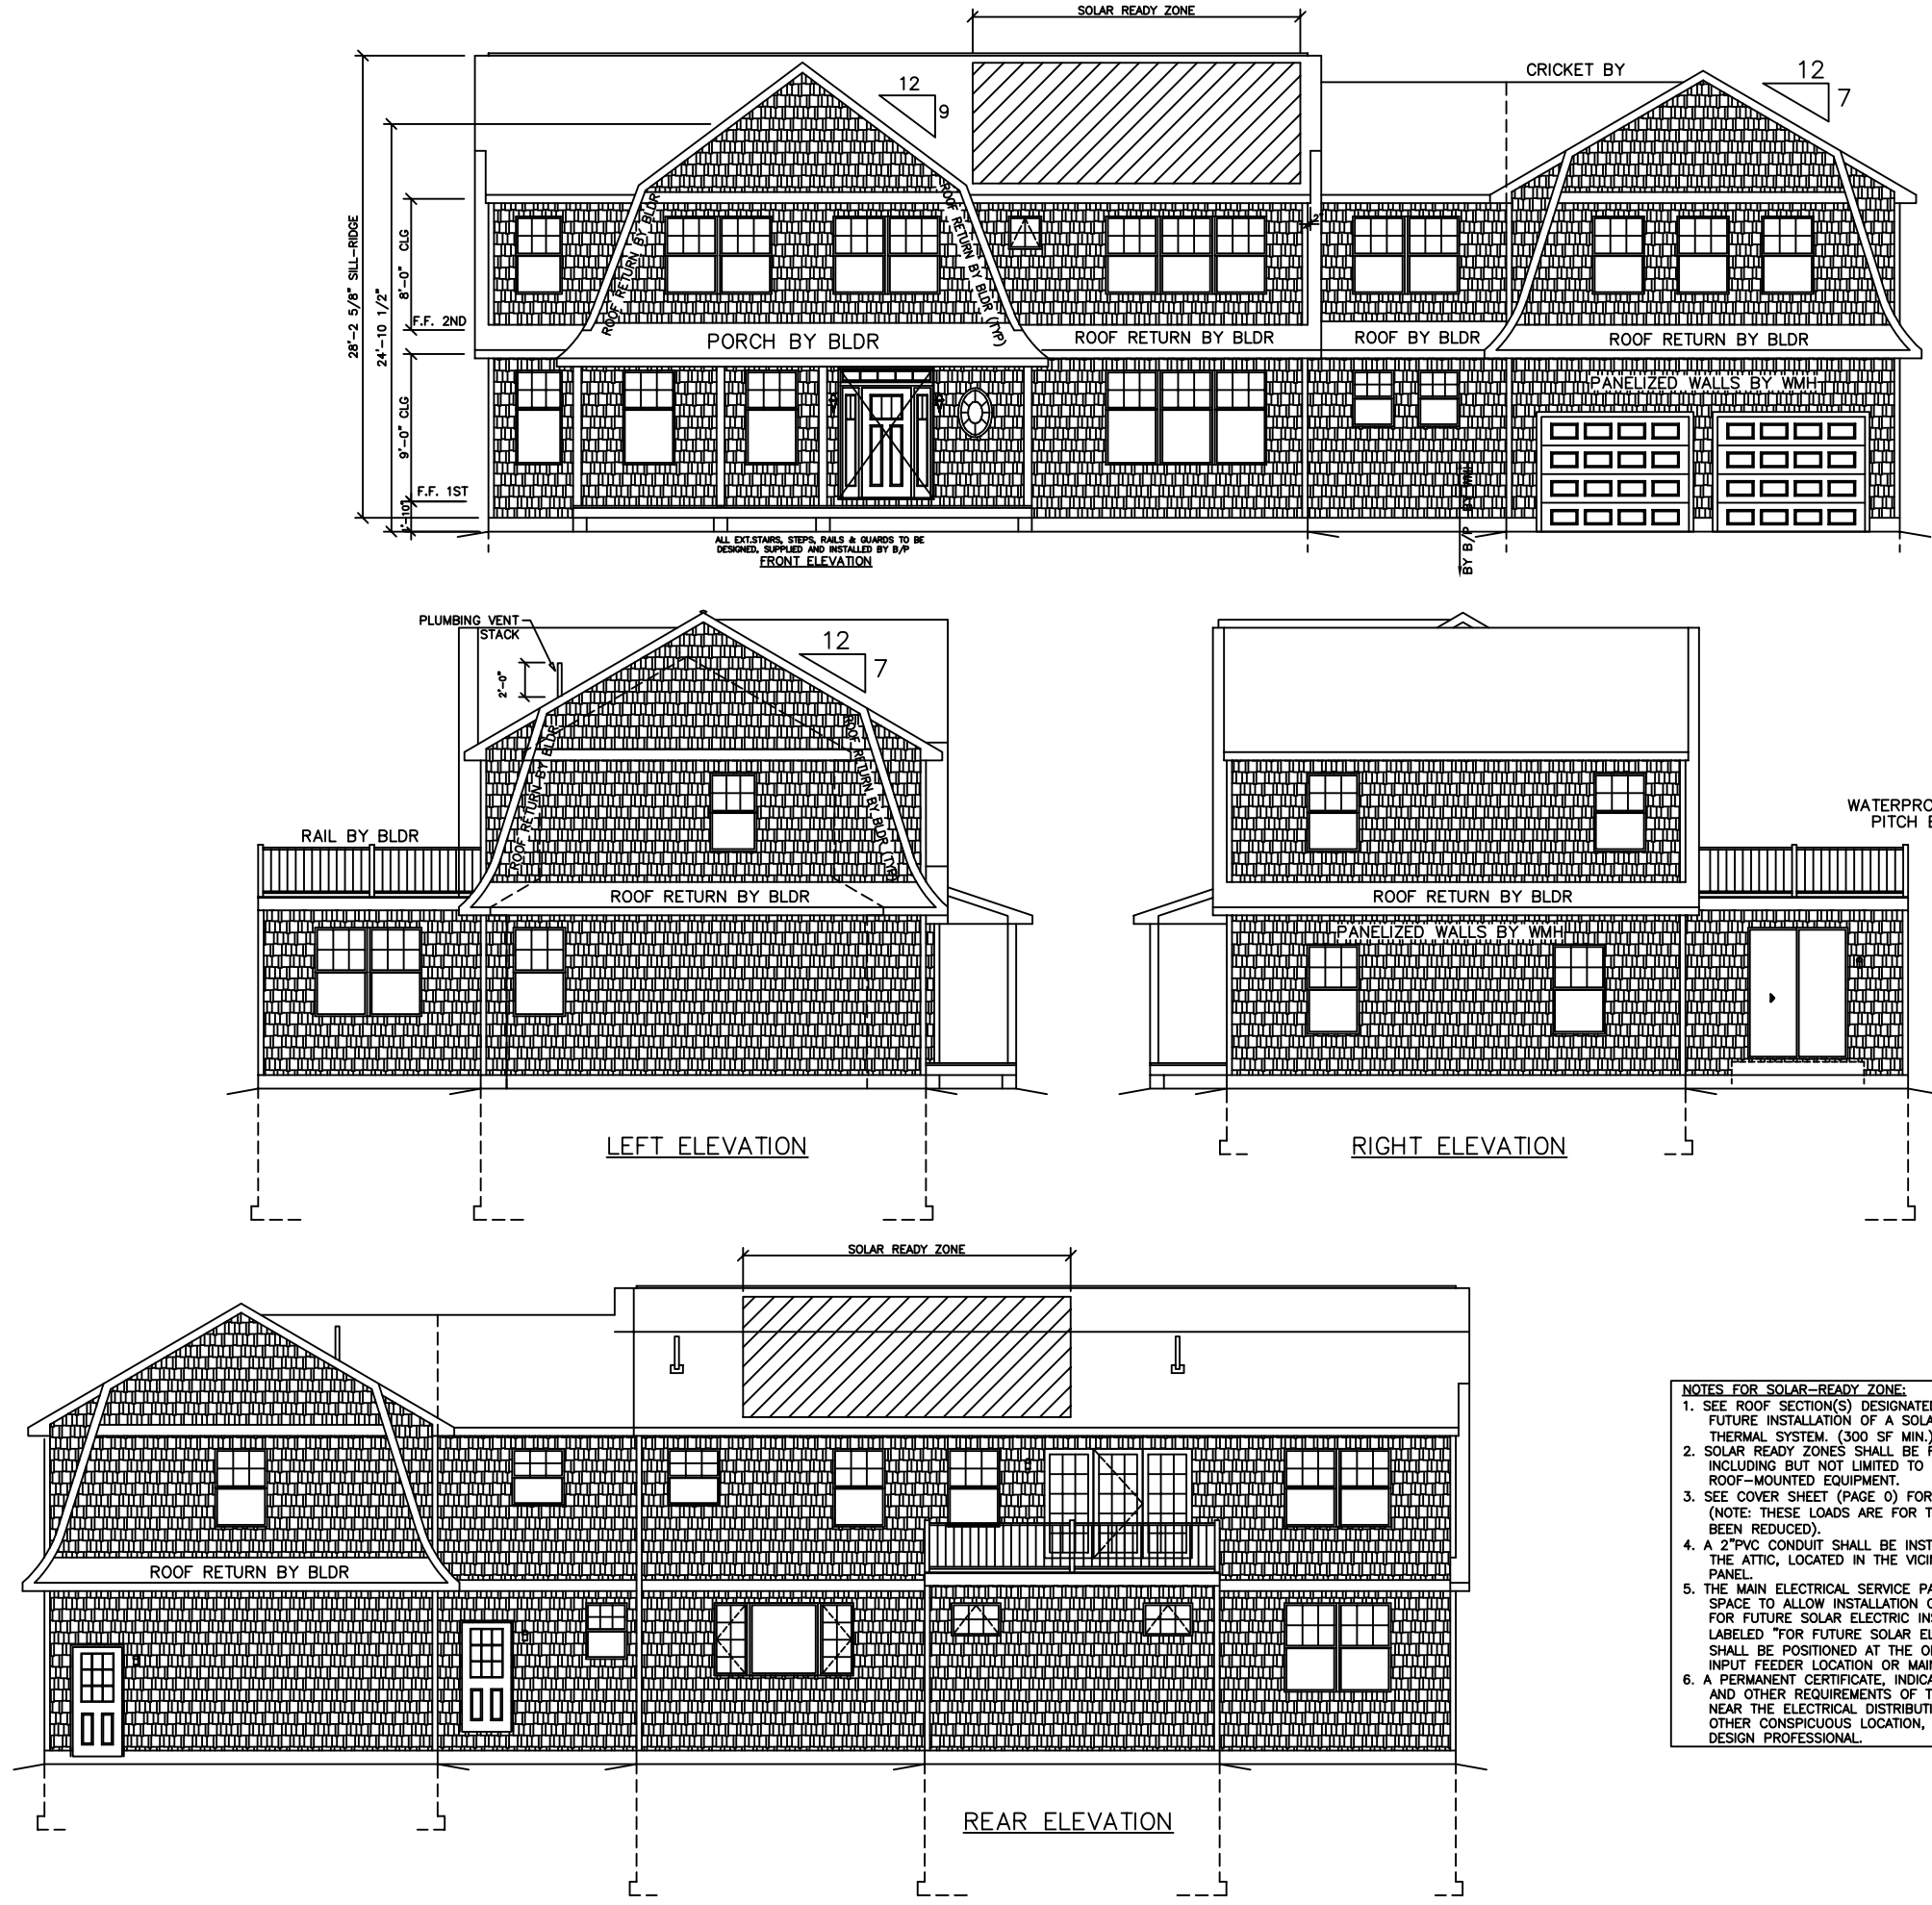 SOLAR READY ZONE
CRICKET BY
12
9
12
7
28'-2 5/8" SILL-RIDGE
24'-10 1/2"
8'-0" CLG
F.F. 2ND
9'-0" CLG
F.F. 1ST
ROOF RETURN BY BLDR
ROOF RETURN BY BLDR (TYP)
2"
PORCH BY BLDR
ROOF RETURN BY BLDR
ROOF BY BLDR
ROOF RETURN BY BLDR
PANELIZED WALLS BY WMH
BY B/P
BY WMH
ALL EXT.STAIRS, STEPS, RAILS & GUARDS TO BE
DESIGNED, SUPPLIED AND INSTALLED BY B/P
FRONT ELEVATION
PLUMBING VENT
STACK
2'-0"
12
7
RAIL BY BLDR
ROOF RETURN BY BLDR
ROOF RETURN BY BLDR (TYP)
ROOF RETURN BY BLDR
LEFT ELEVATION
WATERPRO
PITCH B
ROOF RETURN BY BLDR
PANELIZED WALLS BY WMH
RIGHT ELEVATION
SOLAR READY ZONE
ROOF RETURN BY BLDR
REAR ELEVATION
NOTES FOR SOLAR-READY ZONE:
1. SEE ROOF SECTION(S) DESIGNATED
FUTURE INSTALLATION OF A SOLA
THERMAL SYSTEM. (300 SF MIN.)
2. SOLAR READY ZONES SHALL BE F
INCLUDING BUT NOT LIMITED TO
ROOF-MOUNTED EQUIPMENT.
3. SEE COVER SHEET (PAGE 0) FOR
(NOTE: THESE LOADS ARE FOR T
BEEN REDUCED).
4. A 2"PVC CONDUIT SHALL BE INST
THE ATTIC, LOCATED IN THE VICI
PANEL.
5. THE MAIN ELECTRICAL SERVICE PA
SPACE TO ALLOW INSTALLATION O
FOR FUTURE SOLAR ELECTRIC INS
LABELED "FOR FUTURE SOLAR EL
SHALL BE POSITIONED AT THE O
INPUT FEEDER LOCATION OR MAIN
6. A PERMANENT CERTIFICATE, INDICA
AND OTHER REQUIREMENTS OF T
NEAR THE ELECTRICAL DISTRIBUTI
OTHER CONSPICUOUS LOCATION,
DESIGN PROFESSIONAL.